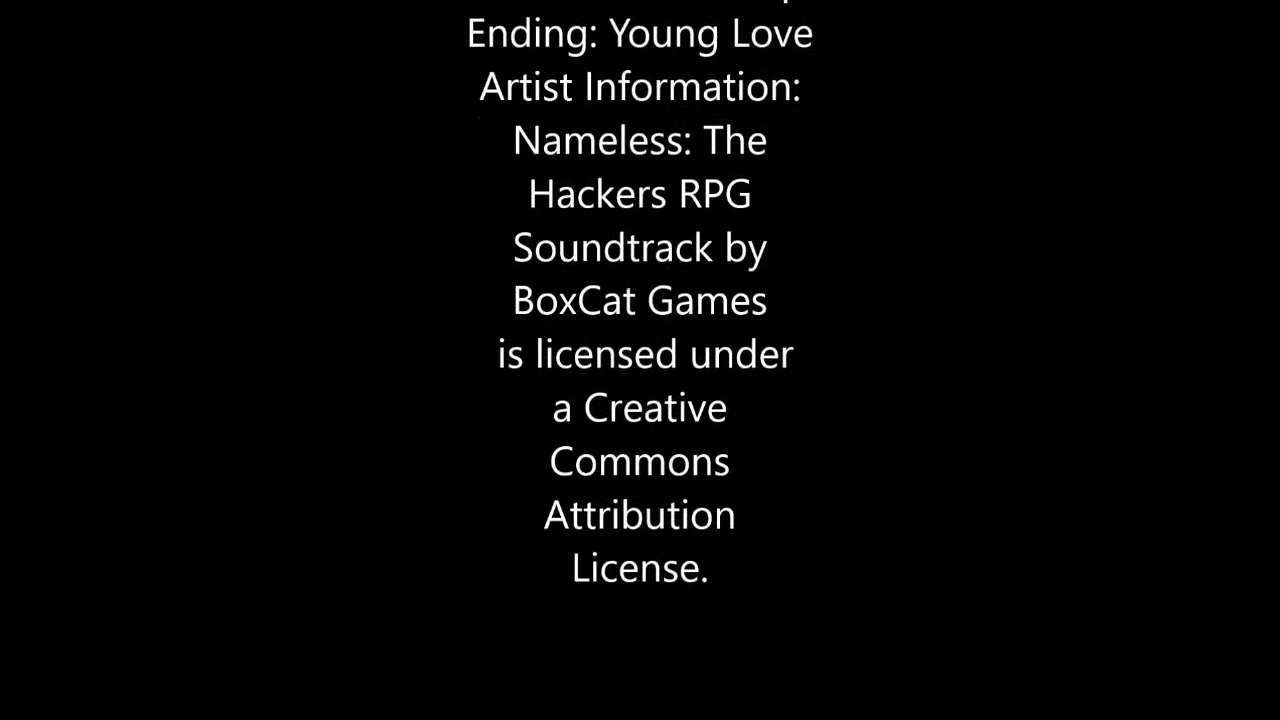 Ending: Young Love
Artist Information:
Nameless: The
Hackers RPG
Soundtrack by
BoxCat Games
is licensed under
a Creative
Commons
Attribution
License.